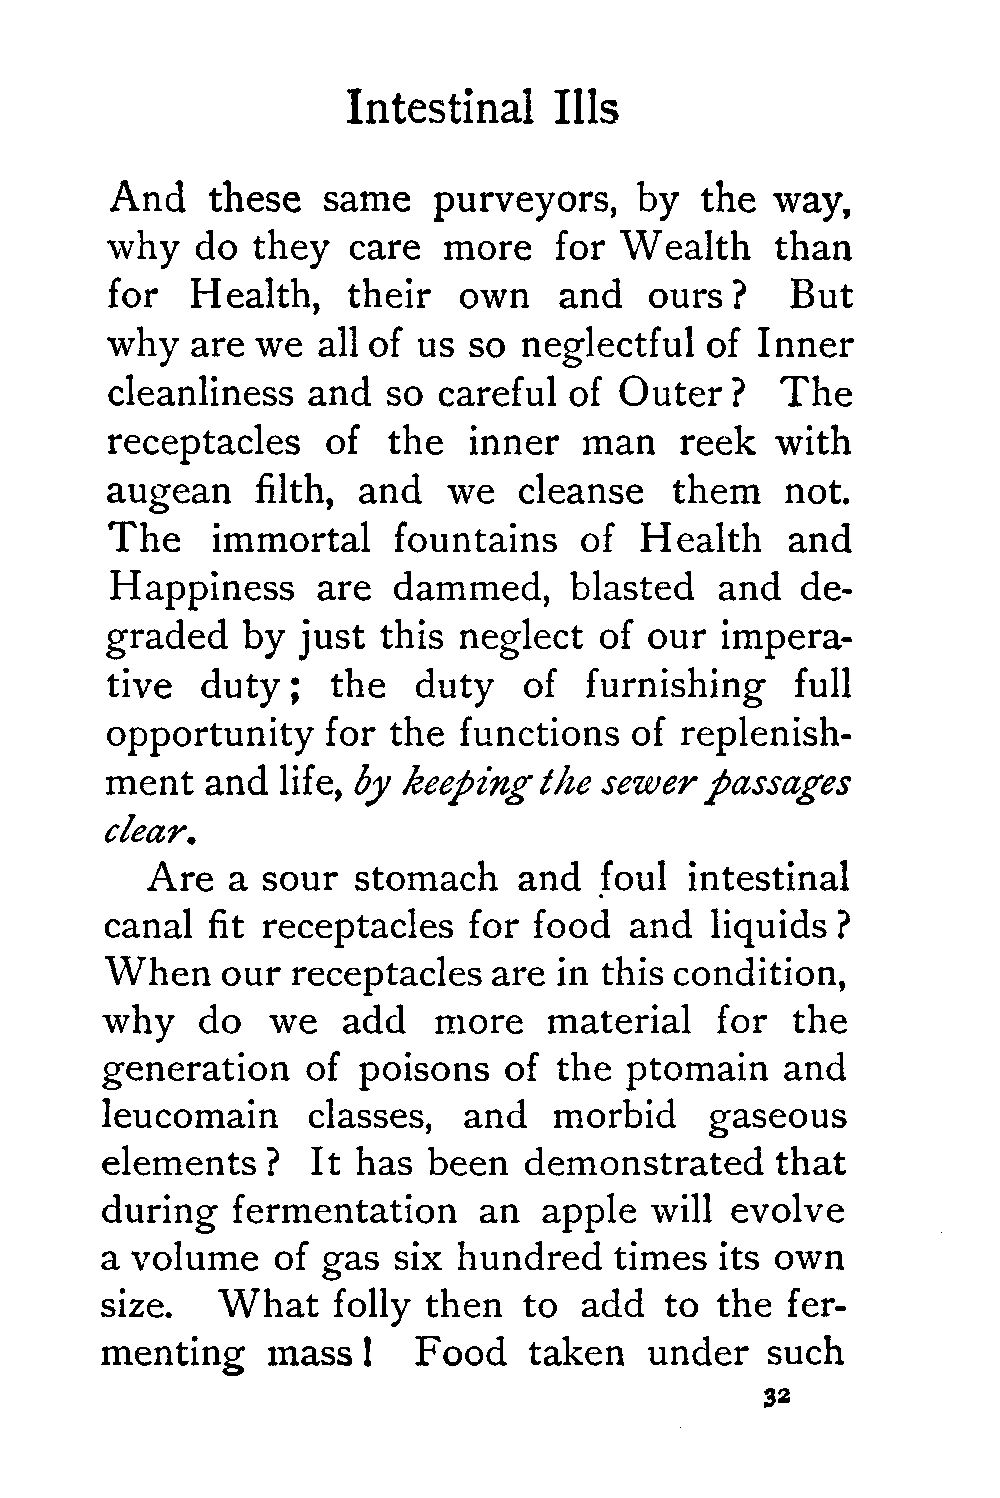 Intestinal Ills
And these same purveyors, by the way,
why do they care more for Wealth than
for Health, their own and ours? But
why are we all of us so neglectful of Inner
cleanliness and so careful of Outer? The
receptacles of the inner man reek with
augean filth, and we cleanse them not.
The immortal fountains of Health and
Happiness are dammed, blasted and de-
graded by just this neglect of our impera-
tive duty; the duty of furnishing full
opportunity for the functions of replenish-
ment and life, by keeping the sewer passages
clear.
Are a sour stomach and foul intestinal
canal fit receptacles for food and liquids?
When our receptacles are in this condition,
why do we add more material for the
generation of poisons of the ptomain and
leucomain classes, and morbid gaseous
elements? It has been demonstrated that
during fermentation an apple will evolve
a volume of gas six hundred times its own
size. What folly then to add to the fer-
menting mass! Food taken under such
32